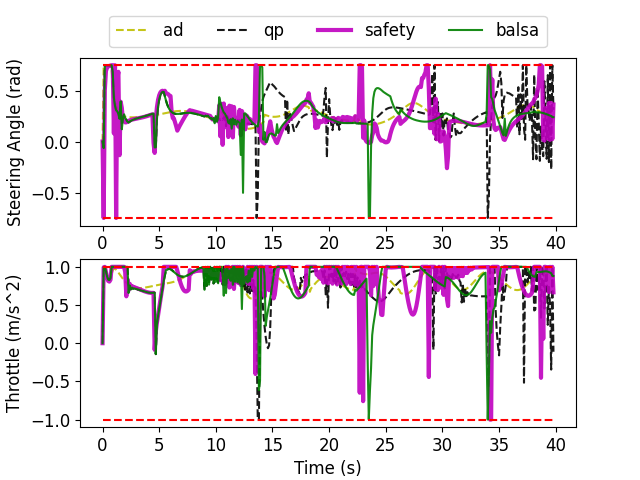 ad qp safety balsa
Steering Angle (rad)
0.5
0.0
−0.5
0 5 10 15 20 25 30 35 40
Throttle (m/s^2)
1.0
0.5
0.0
−0.5
−1.0
0 5 10 15 20 25 30 35 40
Time (s)